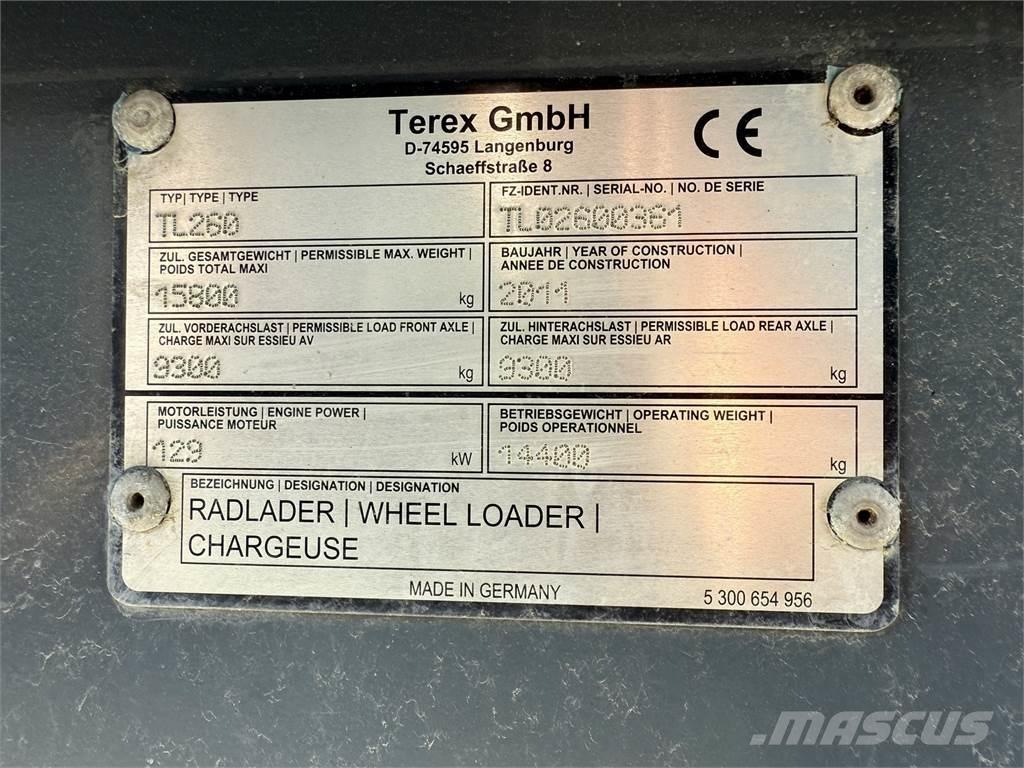 Terex GmbH
D-74595 Langenburg
Schaeffstraße 8
CE
TYP| TYPE | TYPE
TL260
FZ-IDENT.NR. | SERIAL-NO. | NO. DE SERIE
TL02600361
ZUL. GESAMTGEWICHT | PERMISSIBLE MAX. WEIGHT |
POIDS TOTAL MAXI
15800 kg
BAUJAHR | YEAR OF CONSTRUCTION |
ANNEE DE CONSTRUCTION
2011
ZUL. VORDERACHSLAST | PERMISSIBLE LOAD FRONT AXLE |
CHARGE MAXI SUR ESSIEU AV
9300 kg
ZUL. HINTERACHSLAST | PERMISSIBLE LOAD REAR AXLE |
CHARGE MAXI SUR ESSIEU AR
9300 kg
MOTORLEISTUNG | ENGINE POWER |
PUISSANCE MOTEUR
129 kW
BETRIEBSGEWICHT | OPERATING WEIGHT |
POIDS OPERATIONNEL
14400 kg
BEZEICHNUNG | DESIGNATION | DESIGNATION
RADLADER | WHEEL LOADER |
CHARGEUSE
MADE IN GERMANY
5 300 654 956
MASCUS